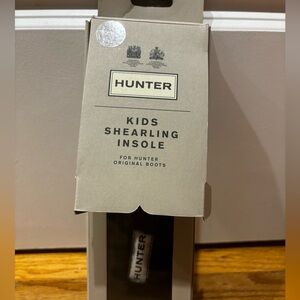 HUNTER
KIDS
SHEARLING
INSOLE
FOR HUNTER
ORIGINAL BOOTS
HUNTER